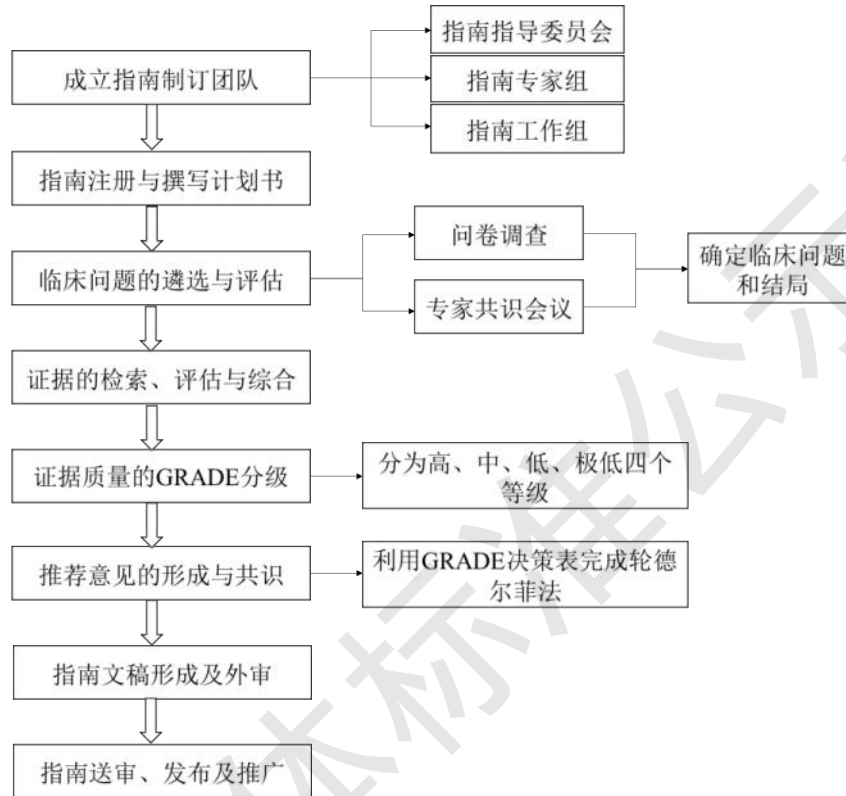 成立指南制订团队
指南指导委员会
指南专家组
指南工作组
指南注册与撰写计划书
临床问题的遴选与评估
问卷调查
专家共识会议
确定临床问题
和结局
证据的检索、评估与综合
证据质量的GRADE分级
分为高、中、低、极低四个
等级
推荐意见的形成与共识
利用GRADE决策表完成轮德
尔菲法
指南文稿形成及外审
指南送审、发布及推广
体标准公示